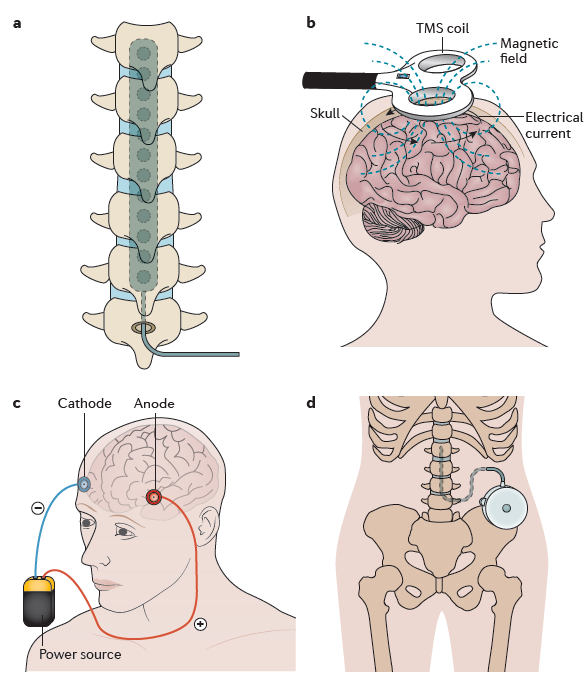 a
b
TMS coil
Magnetic
field
Skull
Electrical
current
c
Cathode
Anode
−
+
Power source
d